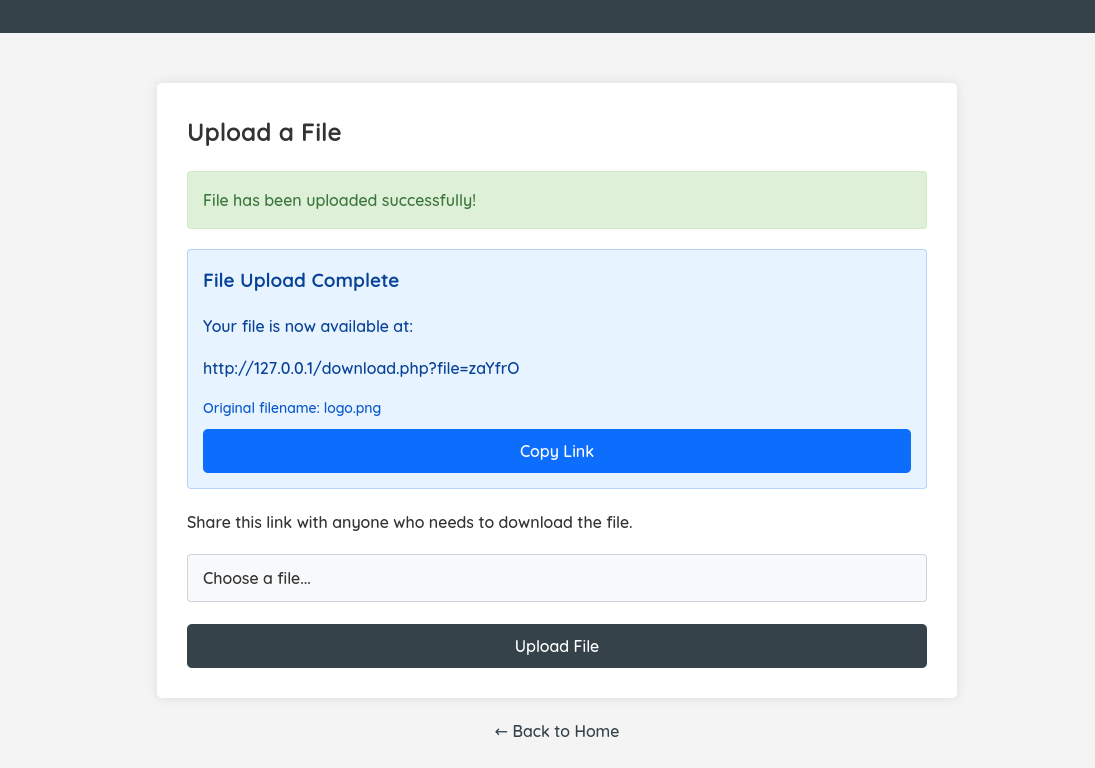 Upload a File
File has been uploaded successfully!
File Upload Complete
Your file is now available at:
http://127.0.0.1/download.php?file=zaYfrO
Original filename: logo.png
Copy Link
Share this link with anyone who needs to download the file.
Choose a file...
Upload File
← Back to Home